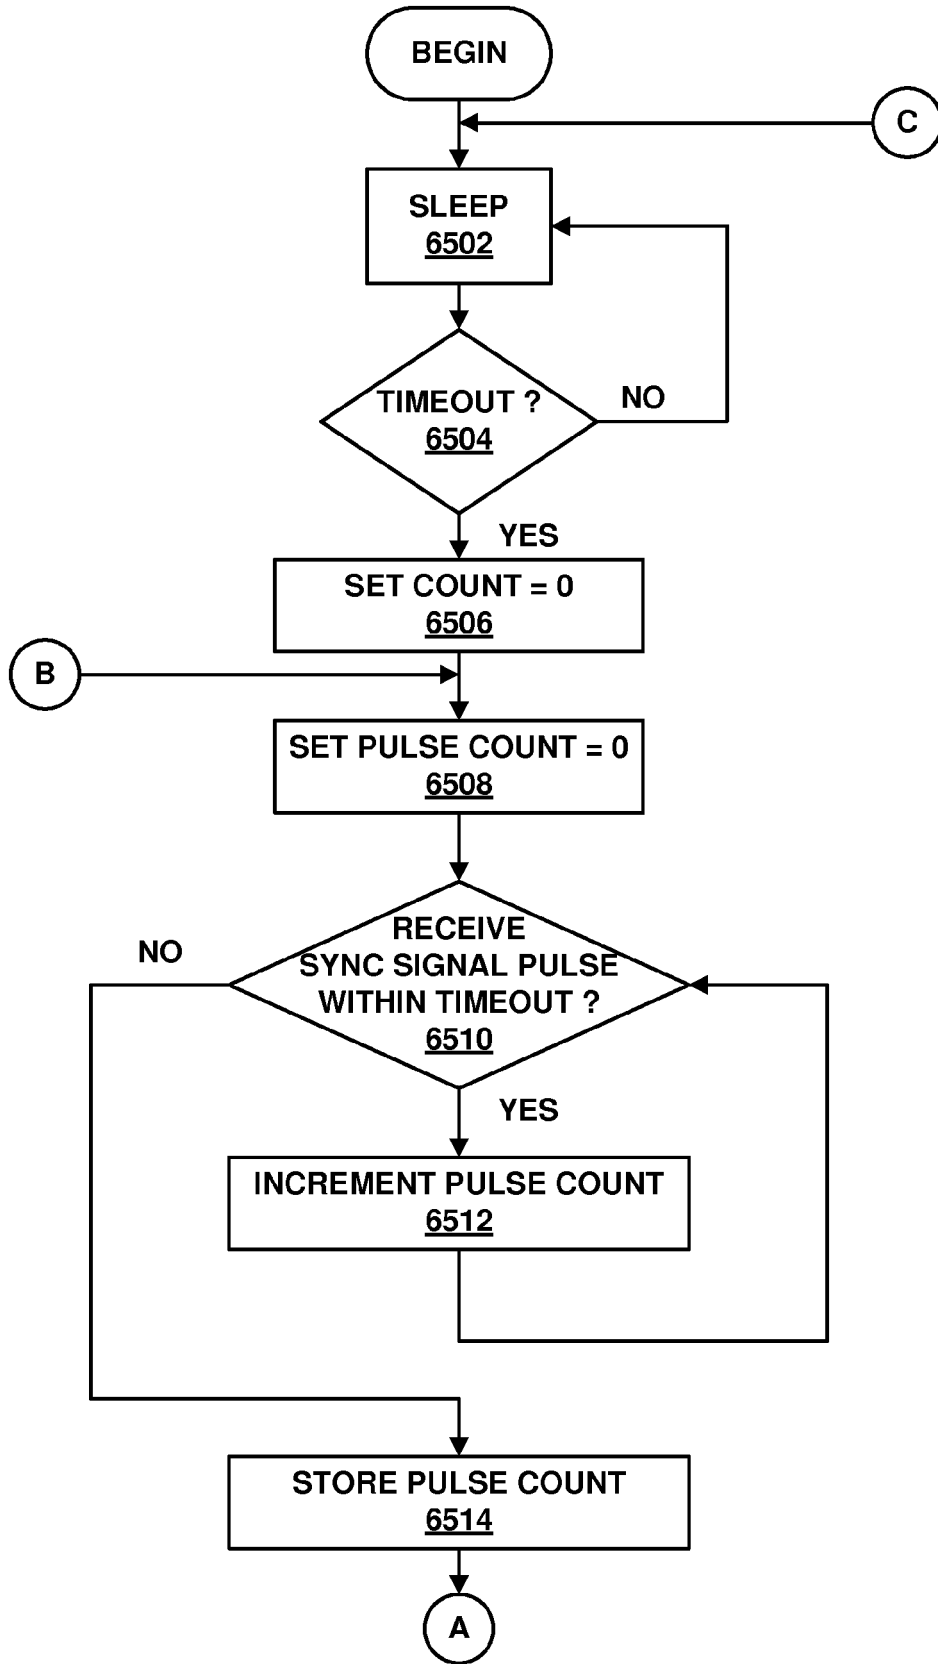 BEGIN
C
SLEEP
6502
TIMEOUT ?
6504
NO
YES
SET COUNT = 0
6506
B
SET PULSE COUNT = 0
6508
RECEIVE
SYNC SIGNAL PULSE
WITHIN TIMEOUT ?
6510
NO
YES
INCREMENT PULSE COUNT
6512
STORE PULSE COUNT
6514
A